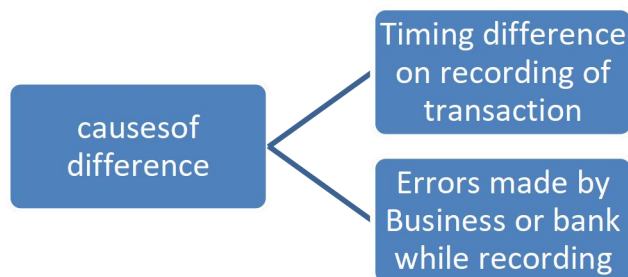 causesof
difference
Timing difference
on recording of
transaction
Errors made by
Business or bank
while recording